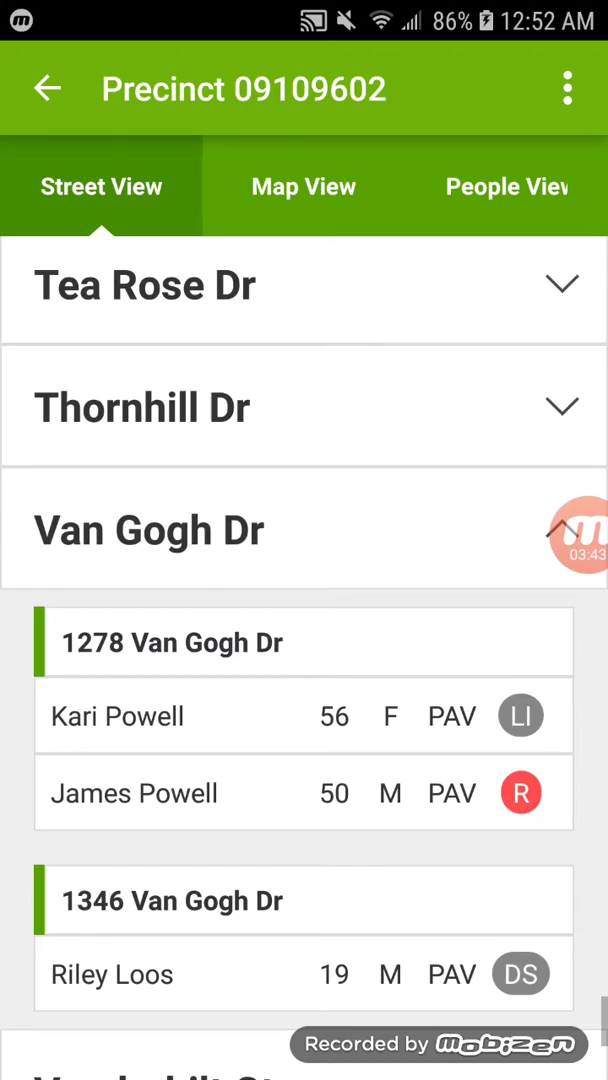 m 86% 12:52 AM
Precinct 09109602
Street View Map View People View
Tea Rose Dr
Thornhill Dr
Van Gogh Dr
m
03:43
1278 Van Gogh Dr
Kari Powell 56 F PAV LI
James Powell 50 M PAV R
1346 Van Gogh Dr
Riley Loos 19 M PAV DS
Recorded by mobizen